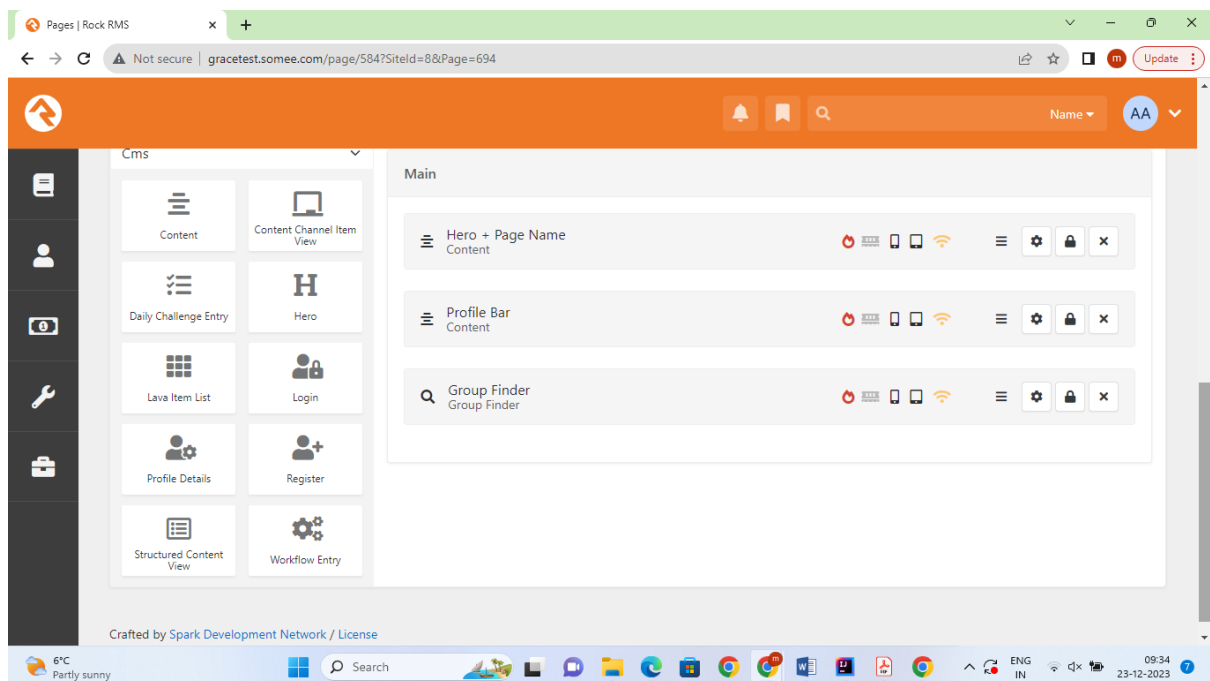 Pages | Rock RMS
Not secure | gracetest.somee.com/page/584?SiteId=8&Page=694
m
Update
Name
AA
Cms
Content
Content Channel Item
View
Daily Challenge Entry
H
Hero
Lava Item List
Login
Profile Details
Register
Structured Content
View
Workflow Entry
Main
Hero + Page Name
Content
Profile Bar
Content
Group Finder
Group Finder
Crafted by Spark Development Network / License
6°C
Partly sunny
Search
ENG
IN
09:34
23-12-2023
7